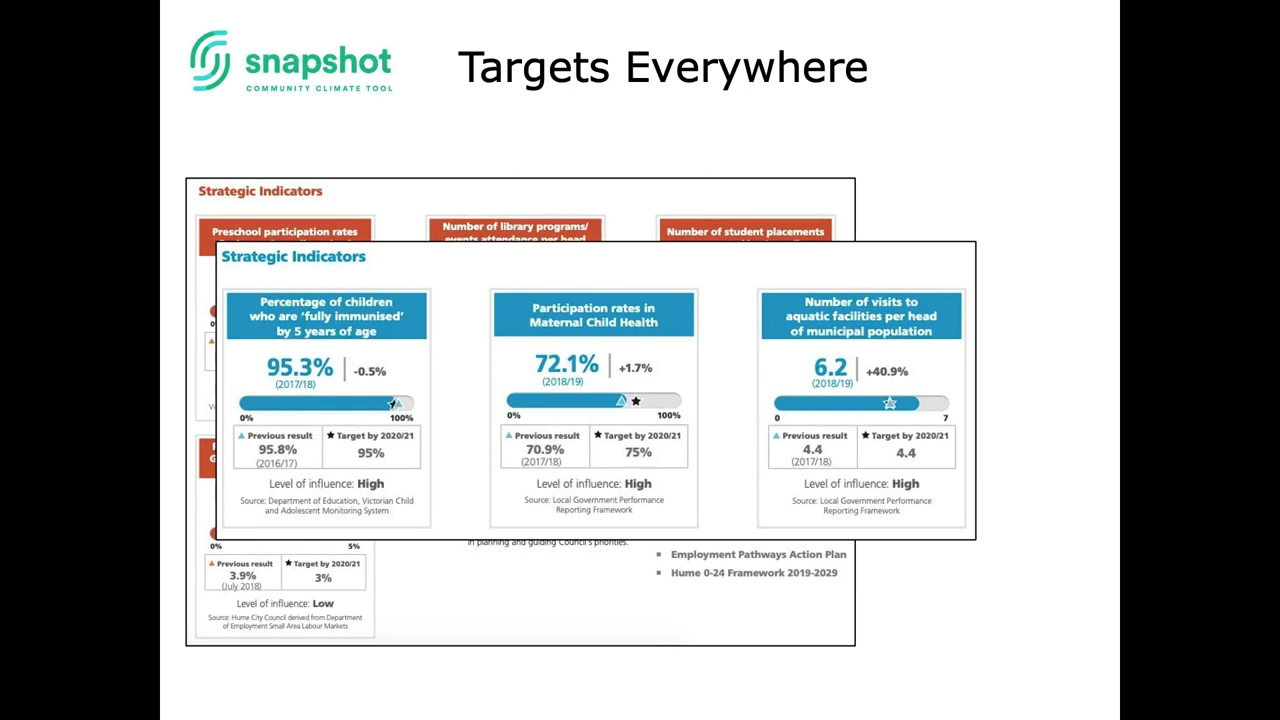 snapshot
COMMUNITY CLIMATE TOOL
Targets Everywhere
Strategic Indicators
Preschool participation rates
Number of library programs/
events attendance per head
Number of student placements
Strategic Indicators
Percentage of children
who are ‘fully immunised’
by 5 years of age
95.3%
-0.5%
(2017/18)
0%
100%
Previous result
Target by 2020/21
95.8%
95%
(2016/17)
Level of influence: High
Source: Department of Education, Victorian Child
and Adolescent Monitoring System
Participation rates in
Maternal Child Health
72.1%
+1.7%
(2018/19)
0%
100%
Previous result
Target by 2020/21
70.9%
75%
(2017/18)
Level of influence: High
Source: Local Government Performance
Reporting Framework
Number of visits to
aquatic facilities per head
of municipal population
6.2
+40.9%
(2018/19)
0
7
Previous result
Target by 2020/21
4.4
4.4
(2017/18)
Level of influence: High
Source: Local Government Performance
Reporting Framework
0%
5%
Previous result
Target by 2020/21
3.9%
3%
(July 2018)
Level of influence: Low
Source: Hume City Council derived from Department
of Employment Small Area Labour Markets
in planning and guiding Council's priorities.
Employment Pathways Action Plan
Hume 0-24 Framework 2019-2029